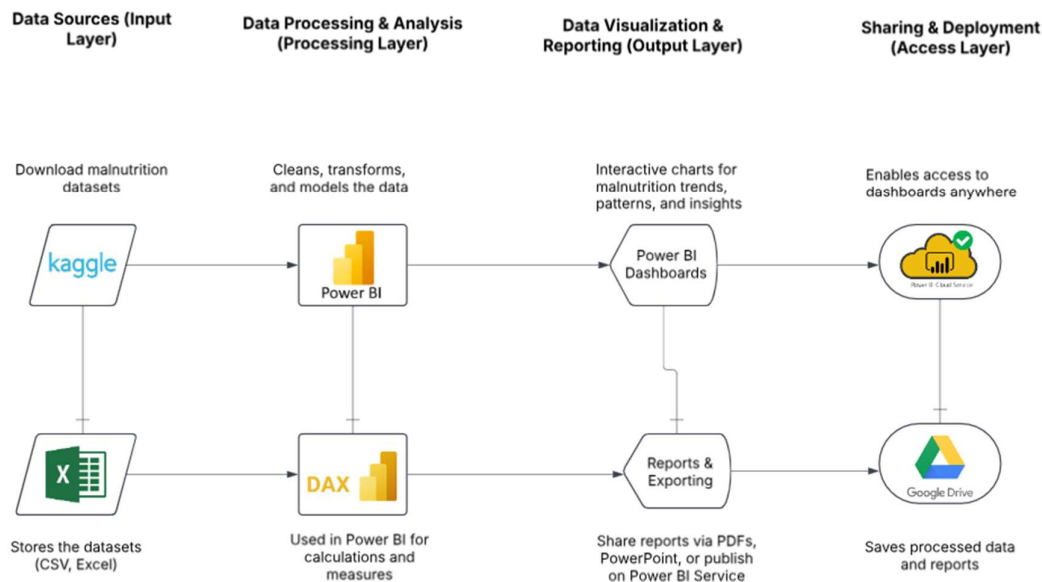 Data Sources (Input
Layer)
Data Processing & Analysis
(Processing Layer)
Data Visualization
& Reporting (Output Layer)
Sharing & Deployment
(Access Layer)
Download malnutrition
datasets
Cleans, transforms,
and models the data
Interactive charts for
malnutrition trends,
patterns, and insights
Enables access to
dashboards anywhere
kaggle
Power BI
Power BI
Dashboards
Power BI Cloud Service
X
DAX
Reports &
Exporting
Google Drive
Stores the datasets
(CSV, Excel)
Used in Power BI for
calculations and
measures
Share reports via PDFs,
PowerPoint, or publish
on Power BI Service
Saves processed data
and reports